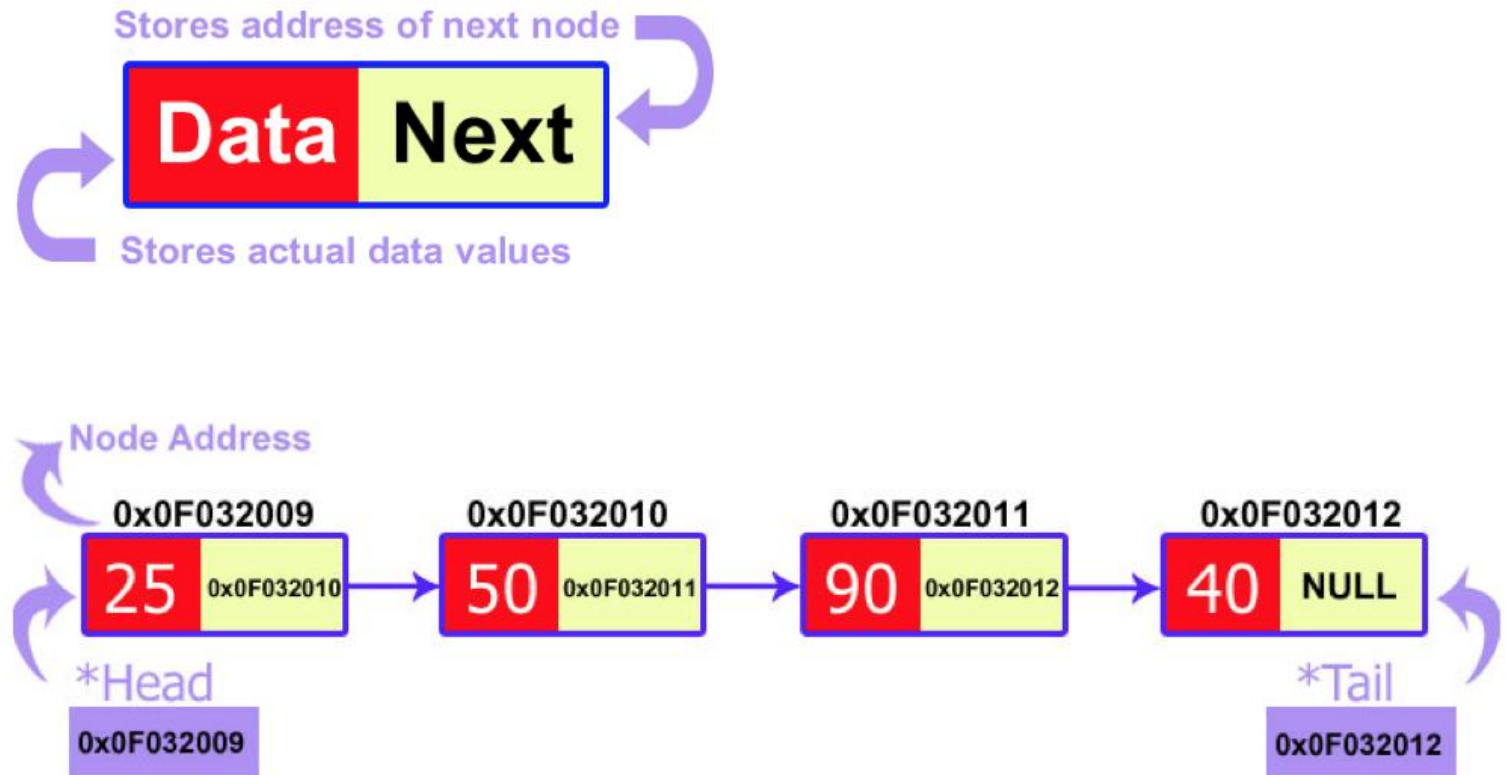 Stores address of next node
Data Next
Stores actual data values
Node Address
0x0F032009 0x0F032010 0x0F032011 0x0F032012
25 0x0F032010 50 0x0F032011 90 0x0F032012 40 NULL
*Head *Tail
0x0F032009 0x0F032012